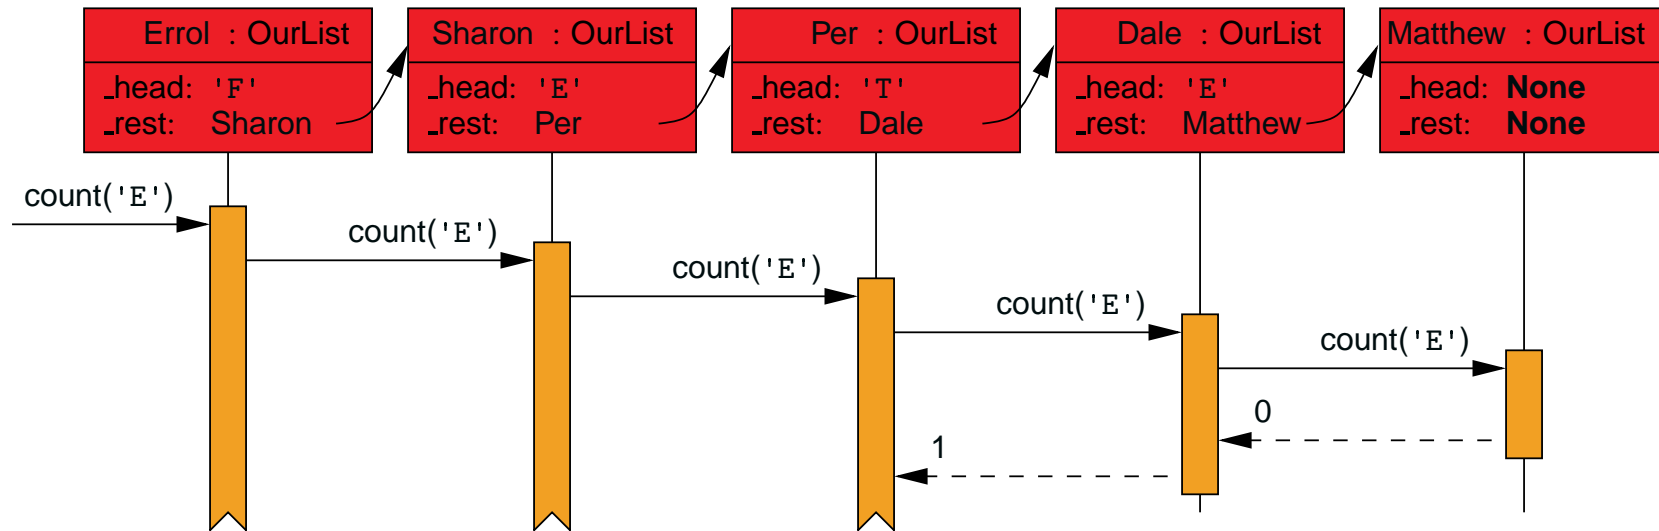 Errol : OurList
_head: 'F'
_rest: Sharon
Sharon : OurList
_head: 'E'
_rest: Per
Per : OurList
_head: 'T'
_rest: Dale
Dale : OurList
_head: 'E'
_rest: Matthew
Matthew : OurList
_head: None
_rest: None
count('E')
count('E')
count('E')
count('E')
count('E')
0
1